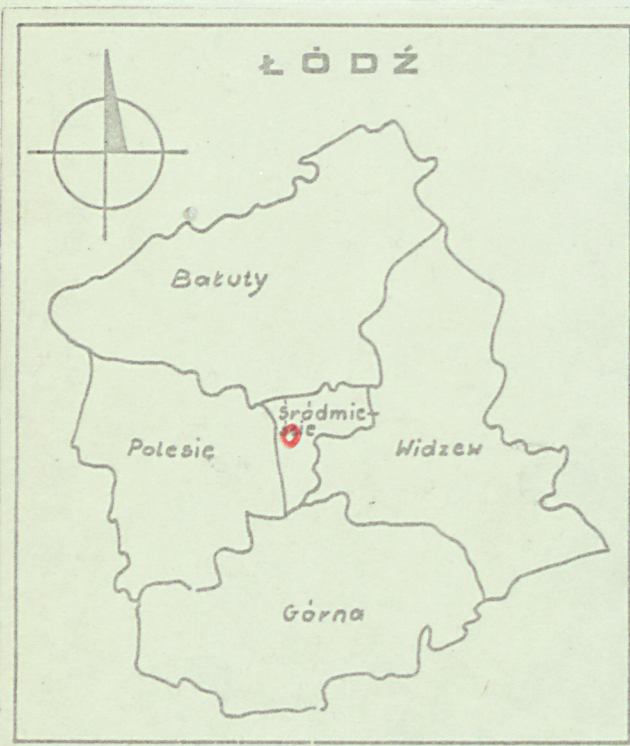 ŁÓDŹ
Bałuty
Śródmie-
ście
Polesie
Widzew
Górna